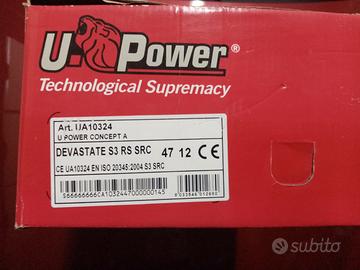 U-Power®
Technological Supremacy
Art. UA10324
U POWER CONCEPT A
DEVASTATE S3 RS SRC 47 12 CE
CE UA10324 EN ISO 20345:2004 S3 SRC
subito